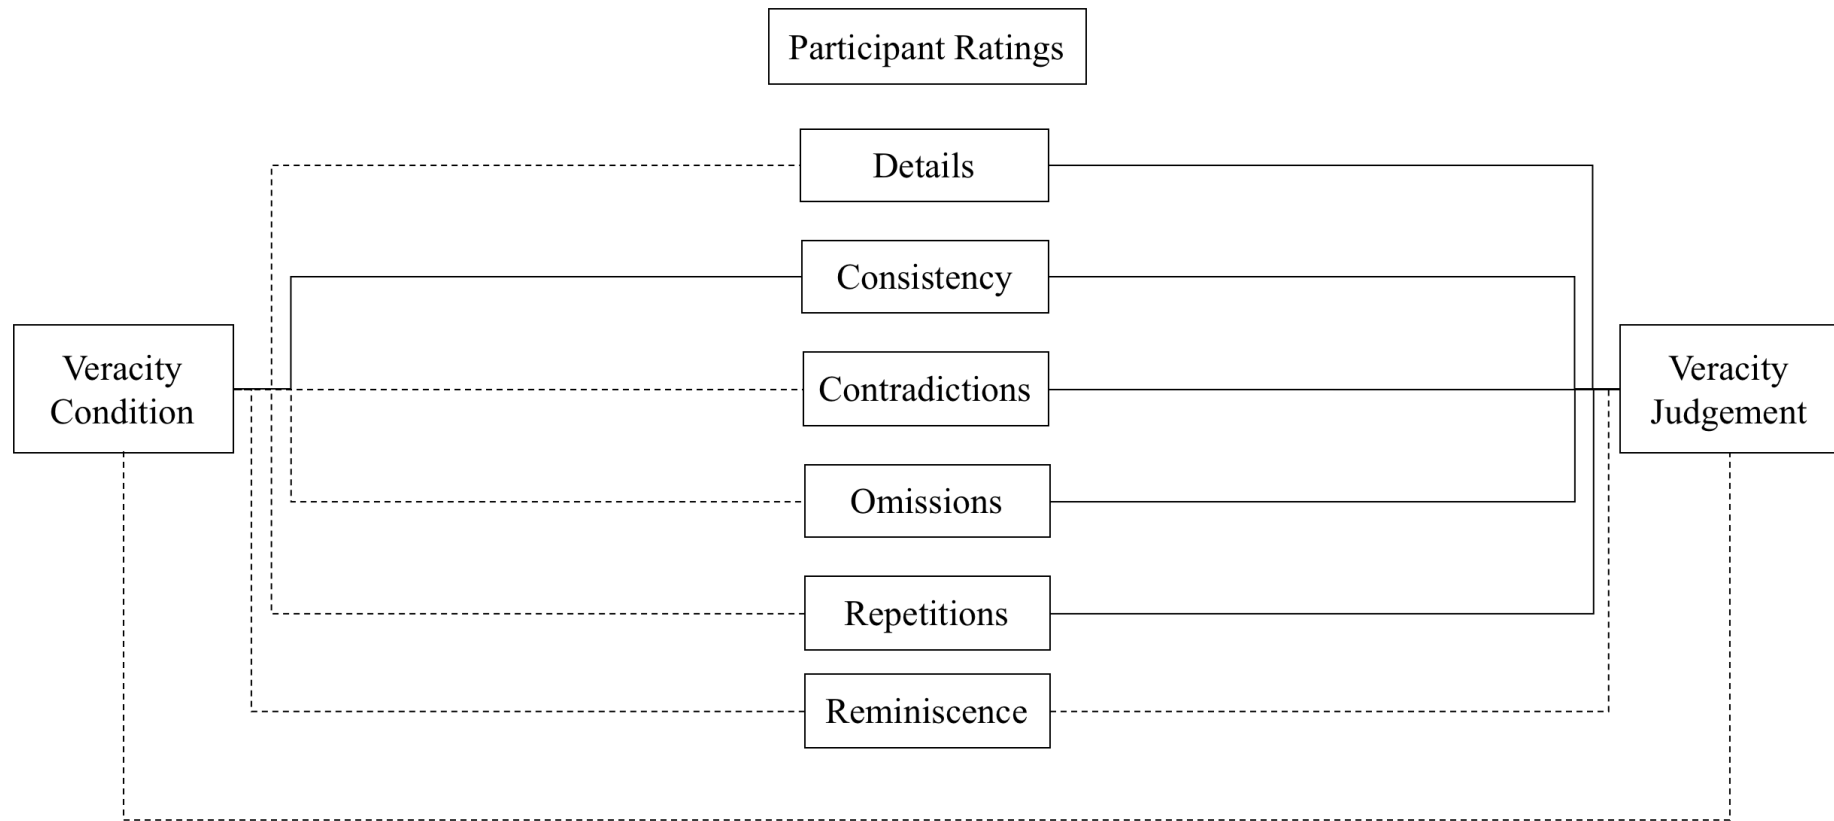 Participant Ratings
Details
Consistency
Veracity
Condition
Contradictions
Veracity
Judgement
Omissions
Repetitions
Reminiscence